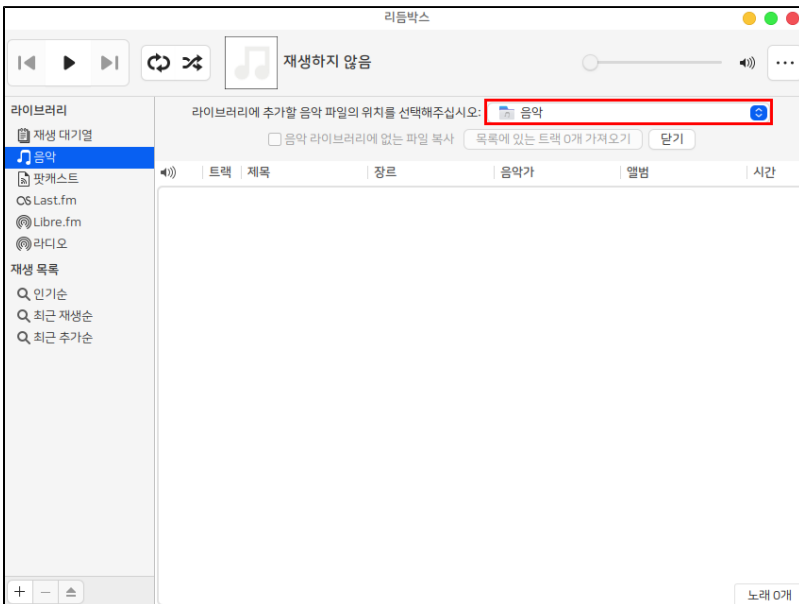 리듬박스
재생하지 않음
라이브러리
재생 대기열
음악
팟캐스트
Last.fm
Libre.fm
라디오
재생 목록
인기순
최근 재생순
최근 추가순
라이브러리에 추가할 음악 파일의 위치를 선택해주십시오: 음악
음악 라이브러리에 없는 파일 복사 목록에 있는 트랙 0개 가져오기 닫기
트랙 제목 장르 음악가 앨범 시간
노래 0개